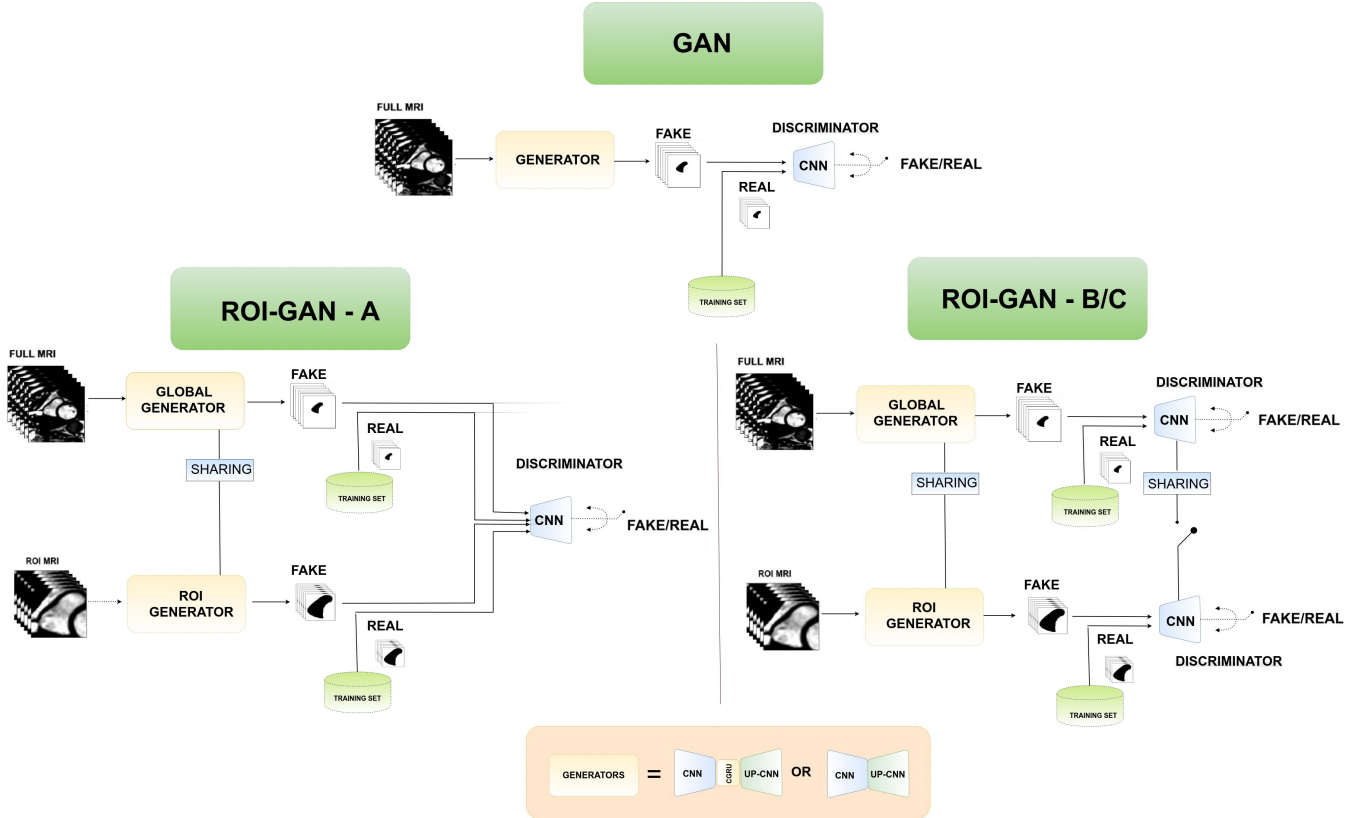 GAN
FULL MRI
GENERATOR
FAKE
DISCRIMINATOR
CNN
FAKE/REAL
REAL
TRAINING SET
ROI-GAN - A
FULL MRI
GLOBAL
GENERATOR
FAKE
REAL
TRAINING SET
SHARING
DISCRIMINATOR
CNN
FAKE/REAL
ROI MRI
ROI
GENERATOR
FAKE
REAL
TRAINING SET
ROI-GAN - B/C
FULL MRI
GLOBAL
GENERATOR
FAKE
DISCRIMINATOR
CNN
FAKE/REAL
REAL
TRAINING SET
SHARING
SHARING
ROI MRI
ROI
GENERATOR
FAKE
CNN
FAKE/REAL
REAL
DISCRIMINATOR
TRAINING SET
GENERATORS
=
CNN
CGRU
UP-CNN
OR
CNN
UP-CNN